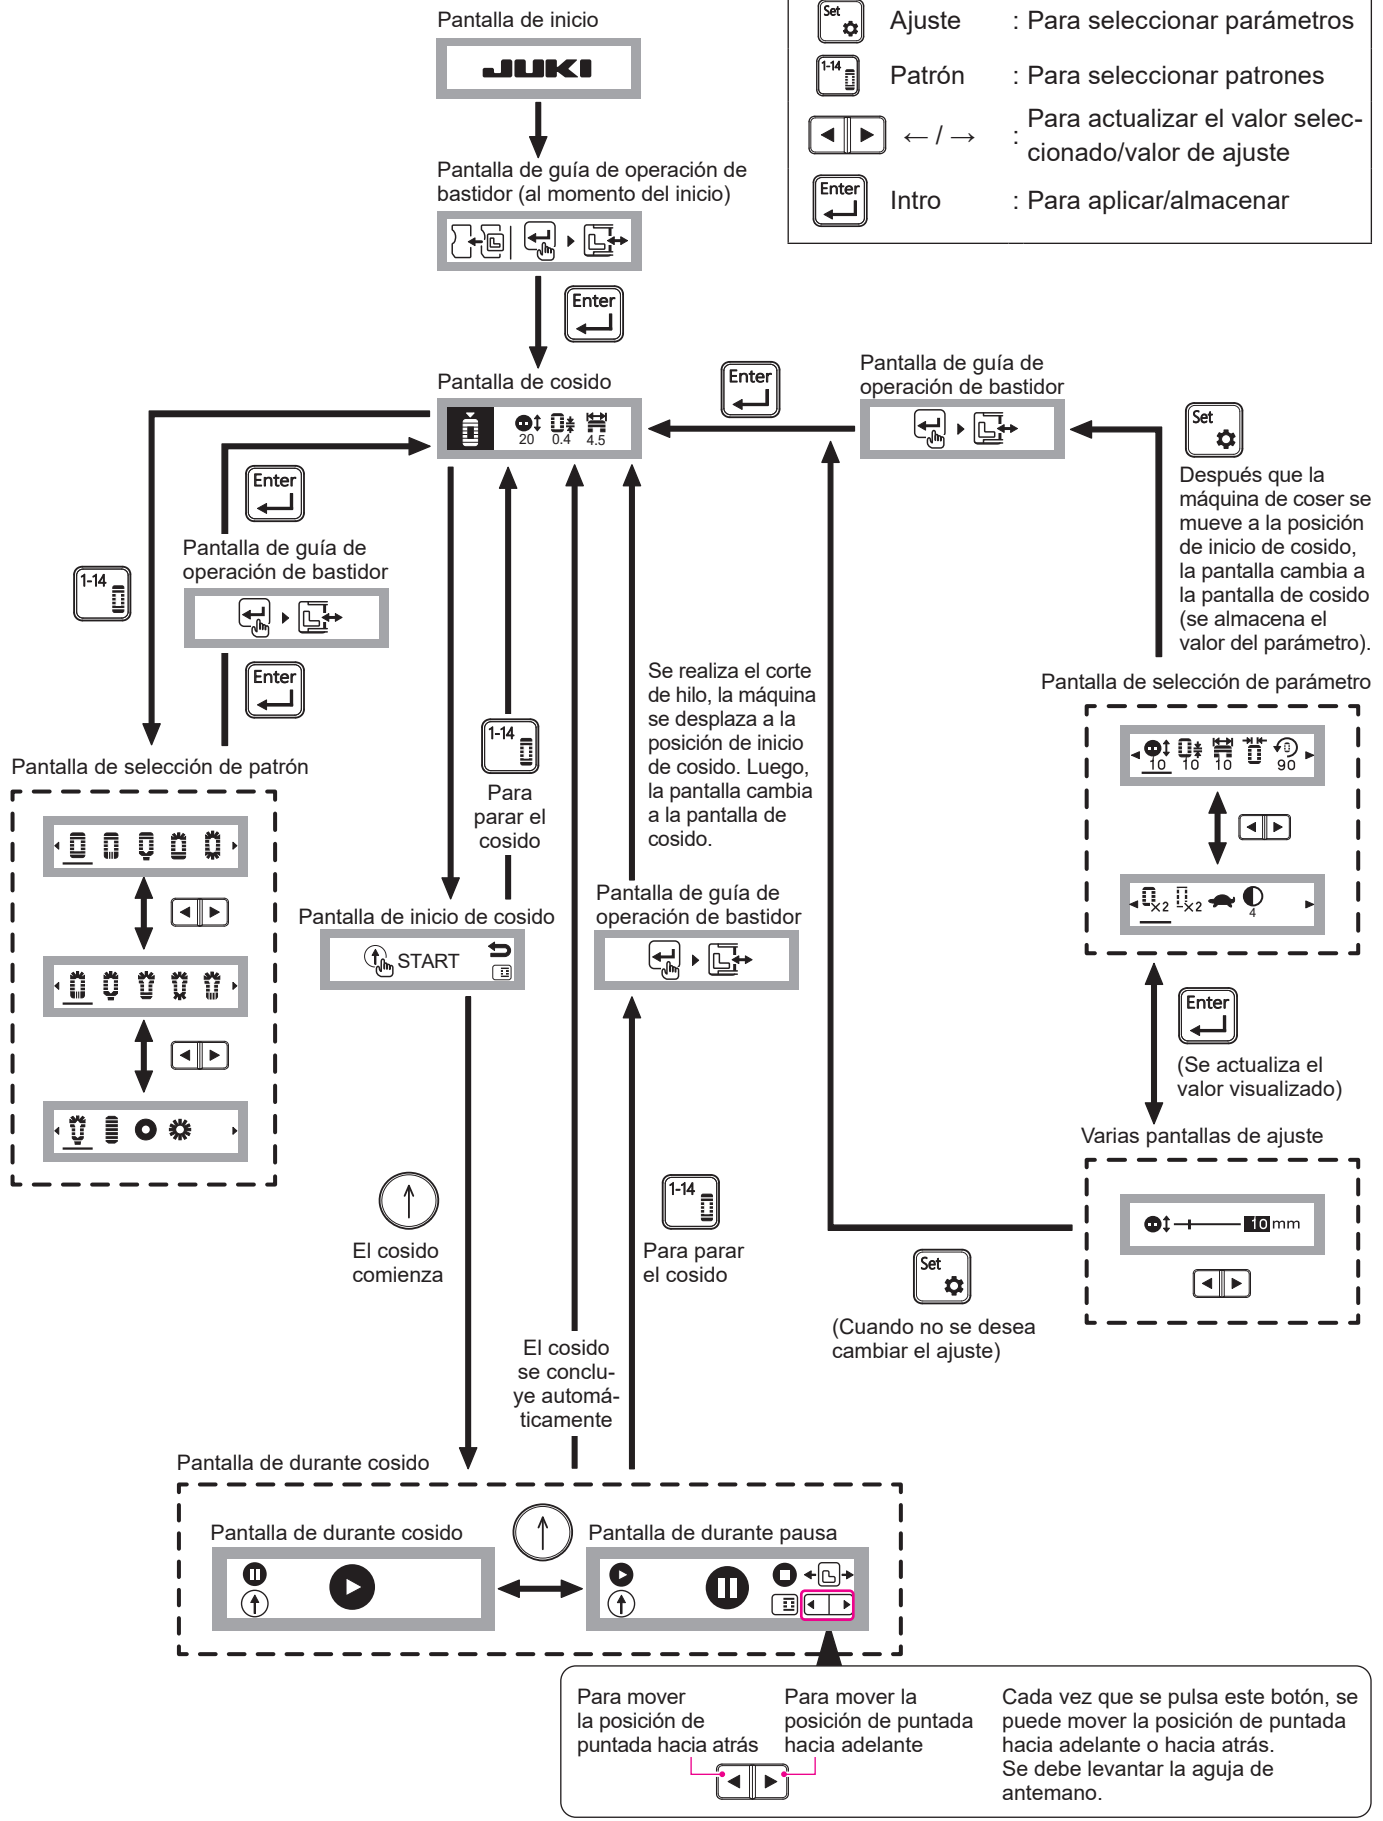 Pantalla de inicio
JUKI
Set
Ajuste : Para seleccionar parámetros
1-14
Patrón : Para seleccionar patrones
← / → : Para actualizar el valor selec-
cionado/valor de ajuste
Enter
Intro : Para aplicar/almacenar
Pantalla de guía de operación de
bastidor (al momento del inicio)
Enter
Pantalla de cosido
20 0.4 4.5
Enter
Pantalla de guía de
operación de bastidor
Set
Después que la
máquina de coser se
mueve a la posición
de inicio de cosido,
la pantalla cambia a
la pantalla de cosido
(se almacena el
valor del parámetro).
Enter
Pantalla de guía de
operación de bastidor
1-14
Enter
Se realiza el corte
de hilo, la máquina
se desplaza a la
posición de inicio
de cosido. Luego,
la pantalla cambia
a la pantalla de
cosido.
Pantalla de selección de parámetro
10 10 10 90
×2 ×2 4
1-14
Para
parar el
cosido
Pantalla de selección de patrón
Pantalla de inicio de cosido
START
Pantalla de guía de
operación de bastidor
Enter
(Se actualiza el
valor visualizado)
Varias pantallas de ajuste
10 mm
El cosido
comienza
1-14
Para parar
el cosido
Set
(Cuando no se desea
cambiar el ajuste)
El cosido
se conclu-
ye automá-
ticamente
Pantalla de durante cosido
Pantalla de durante cosido
Pantalla de durante pausa
Para mover
la posición de
puntada hacia atrás
Para mover la
posición de puntada
hacia adelante
Cada vez que se pulsa este botón, se
puede mover la posición de puntada
hacia adelante o hacia atrás.
Se debe levantar la aguja de
antemano.